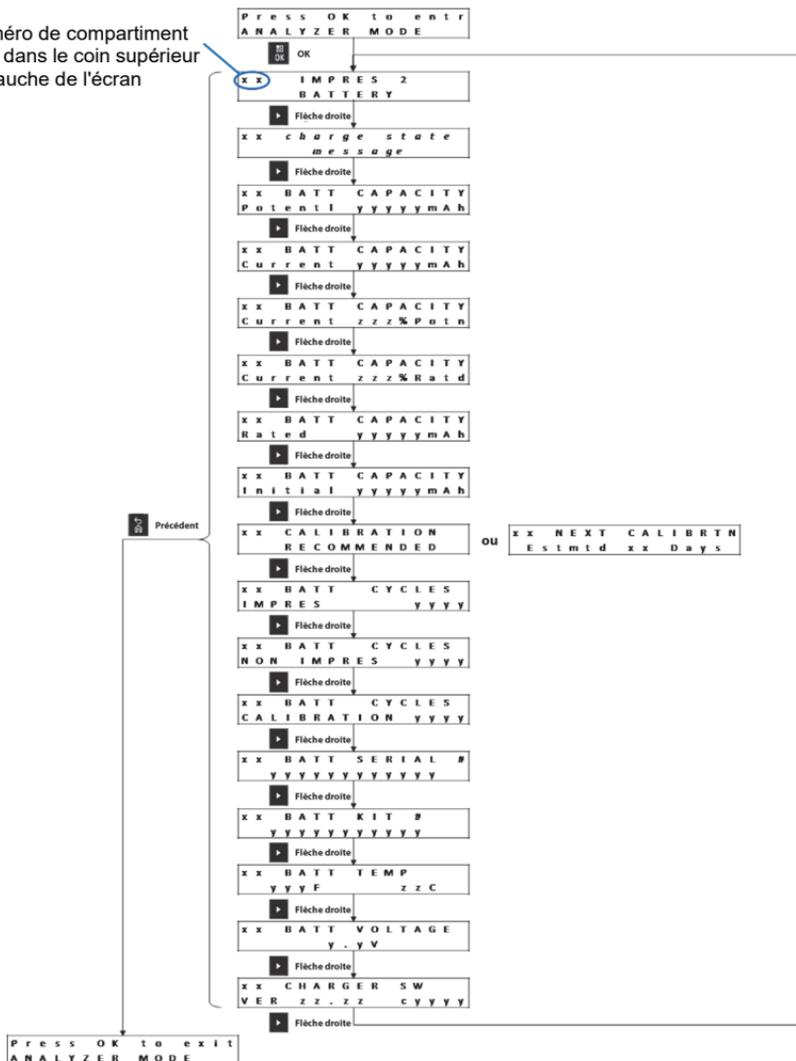 Press OK to entr
ANALYZER MODE
OK
OK
méro de compartiment
dans le coin supérieur
auche de l'écran
xx IMPRES 2
BATTERY
Flèche droite
xx charge state
message
Flèche droite
xx BATT CAPACITY
Potentl yyyyymAh
Flèche droite
xx BATT CAPACITY
Current yyyyymAh
Flèche droite
xx BATT CAPACITY
Current zzz%Potn
Flèche droite
xx BATT CAPACITY
Current zzz%Ratd
Flèche droite
xx BATT CAPACITY
Rated yyyyymAh
Flèche droite
xx BATT CAPACITY
Initial yyyyymAh
Flèche droite
Précédent
xx CALIBRATION
RECOMMENDED
ou
xx NEXT CALIBRTN
Estmtd xx Days
Flèche droite
xx BATT CYCLES
IMPRES yyyy
Flèche droite
xx BATT CYCLES
NON IMPRES yyyy
Flèche droite
xx BATT CYCLES
CALIBRATION yyyy
Flèche droite
xx BATT SERIAL #
yyyyyyyyyyyy
Flèche droite
xx BATT KIT #
yyyyyyyyyyy
Flèche droite
xx BATT TEMP
yyyF zzC
Flèche droite
xx BATT VOLTAGE
y.yV
Flèche droite
xx CHARGER SW
VER zz.zz cyyyy
Flèche droite
Press OK to exit
ANALYZER MODE